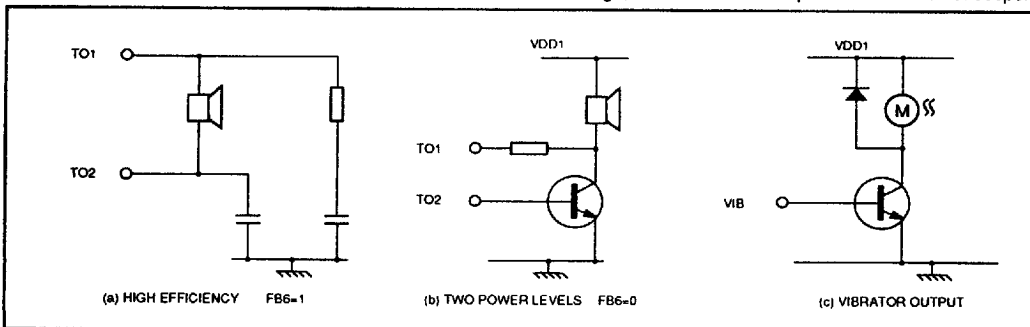 TO1
TO2
(a) HIGH EFFICIENCY FB6=1
VDD1
TO1
TO2
(b) TWO POWER LEVELS FB6=0
VDD1
M
VIB
(c) VIBRATOR OUTPUT